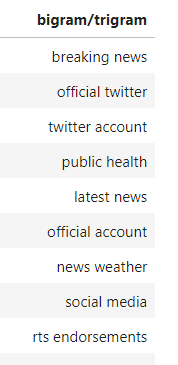 bigram/trigram
breaking news
official twitter
twitter account
public health
latest news
official account
news weather
social media
rts endorsements